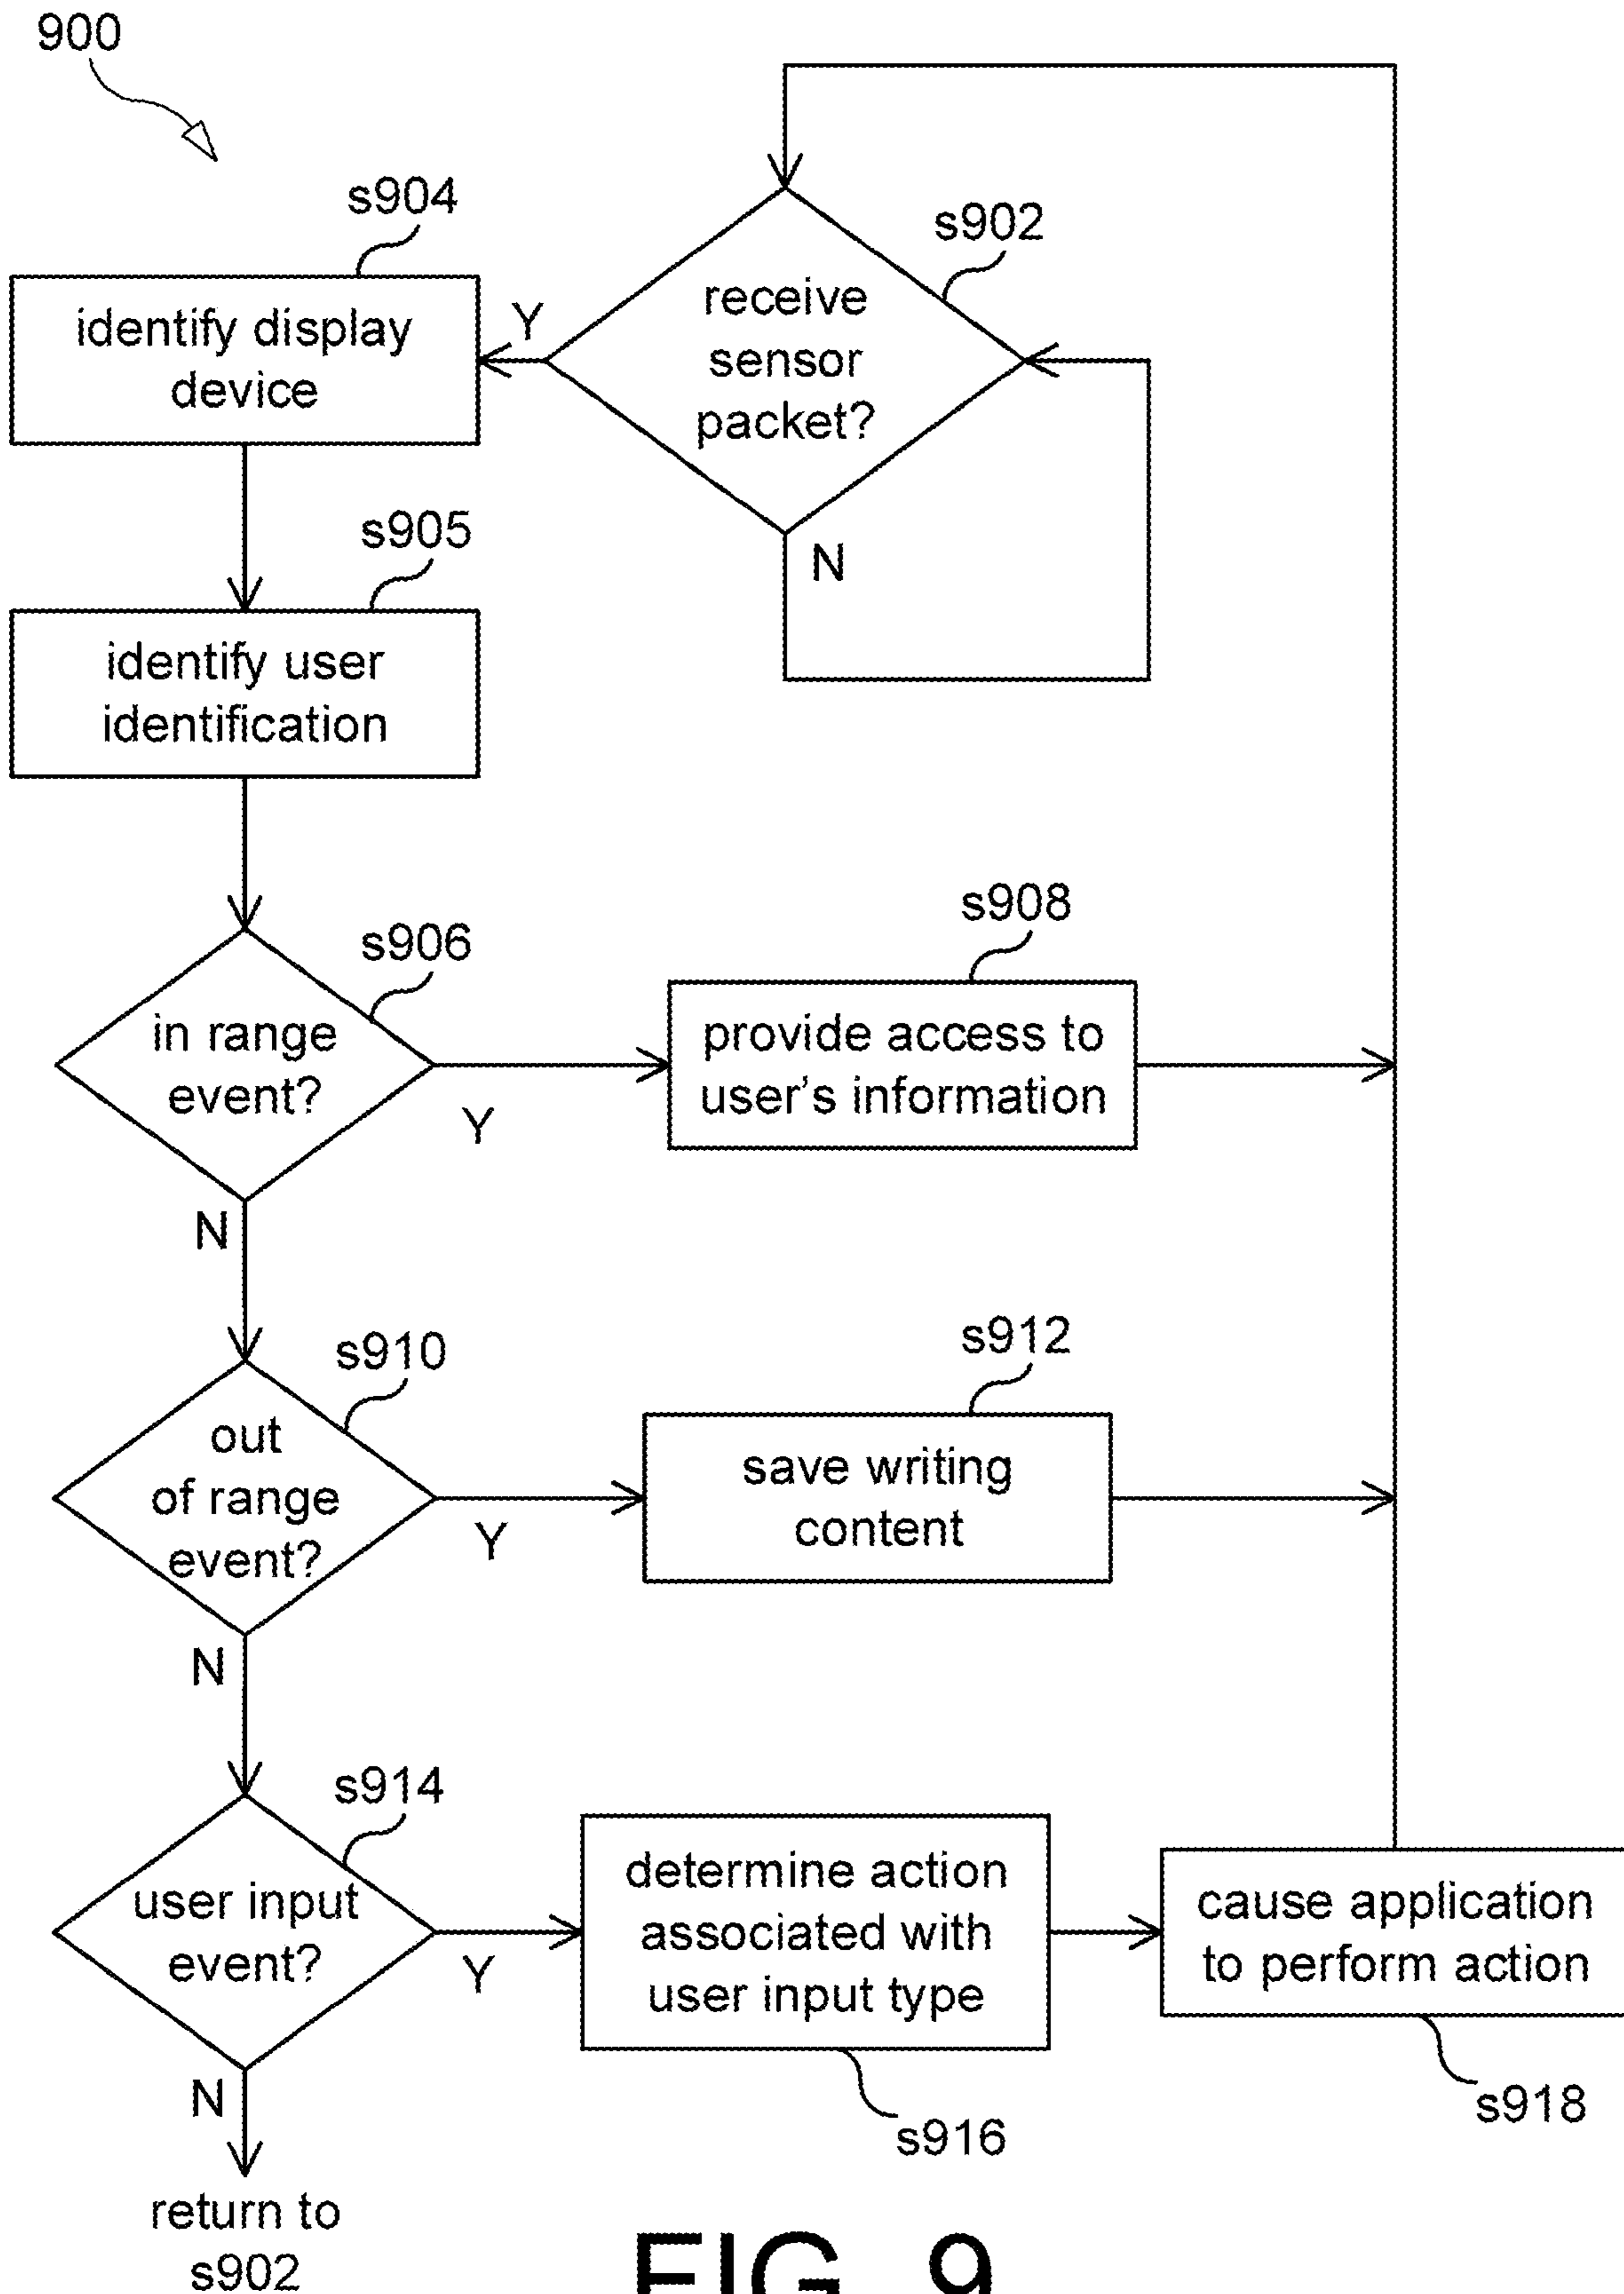 900
s904
s902
identify display
device
Y
receive
sensor
packet?
N
s905
identify user
identification
s906
in range
event?
Y
N
s908
provide access to
user's information
s910
out
of range
event?
Y
N
s912
save writing
content
s914
user input
event?
Y
N
determine action
associated with
user input type
s916
cause application
to perform action
s918
return to
s902
FIG. 9